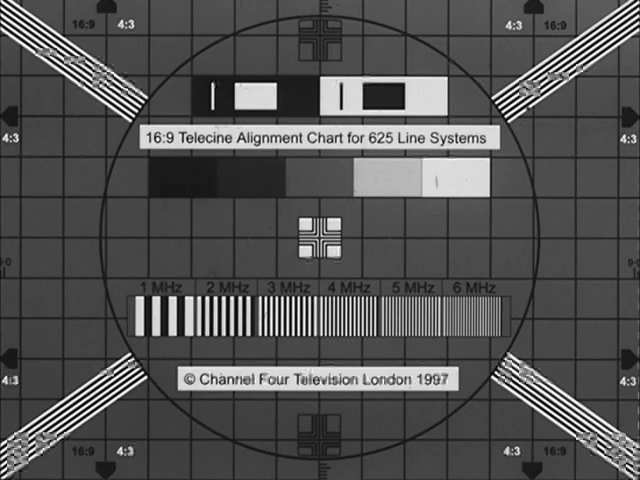 16:9 4:3 4:3 16:9
4:3 4:3
16:9 Telecine Alignment Chart for 625 Line Systems
1 MHz 2 MHz 3 MHz 4 MHz 5 MHz 6 MHz
4:3 4:3
© Channel Four Television London 1997
16:9 4:3 4:3 16:9